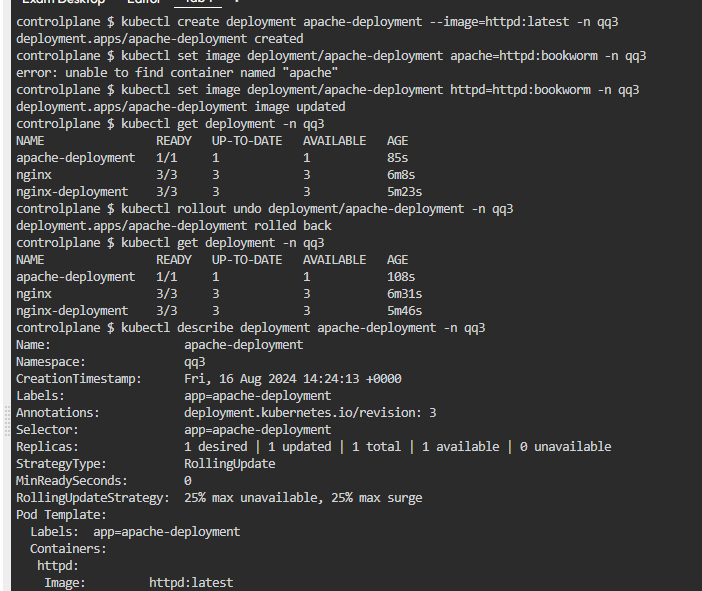 Exam Desktop Editor Tab 1
controlplane $ kubectl create deployment apache-deployment --image=httpd:latest -n qq3
deployment.apps/apache-deployment created
controlplane $ kubectl set image deployment/apache-deployment apache=httpd:bookworm -n qq3
error: unable to find container named "apache"
controlplane $ kubectl set image deployment/apache-deployment httpd=httpd:bookworm -n qq3
deployment.apps/apache-deployment image updated
controlplane $ kubectl get deployment -n qq3
NAME READY UP-TO-DATE AVAILABLE AGE
apache-deployment 1/1 1 1 85s
nginx 3/3 3 3 6m8s
nginx-deployment 3/3 3 3 5m23s
controlplane $ kubectl rollout undo deployment/apache-deployment -n qq3
deployment.apps/apache-deployment rolled back
controlplane $ kubectl get deployment -n qq3
NAME READY UP-TO-DATE AVAILABLE AGE
apache-deployment 1/1 1 1 108s
nginx 3/3 3 3 6m31s
nginx-deployment 3/3 3 3 5m46s
controlplane $ kubectl describe deployment apache-deployment -n qq3
Name: apache-deployment
Namespace: qq3
CreationTimestamp: Fri, 16 Aug 2024 14:24:13 +0000
Labels: app=apache-deployment
Annotations: deployment.kubernetes.io/revision: 3
Selector: app=apache-deployment
Replicas: 1 desired | 1 updated | 1 total | 1 available | 0 unavailable
StrategyType: RollingUpdate
MinReadySeconds: 0
RollingUpdateStrategy: 25% max unavailable, 25% max surge
Pod Template:
Labels: app=apache-deployment
Containers:
httpd:
Image: httpd:latest